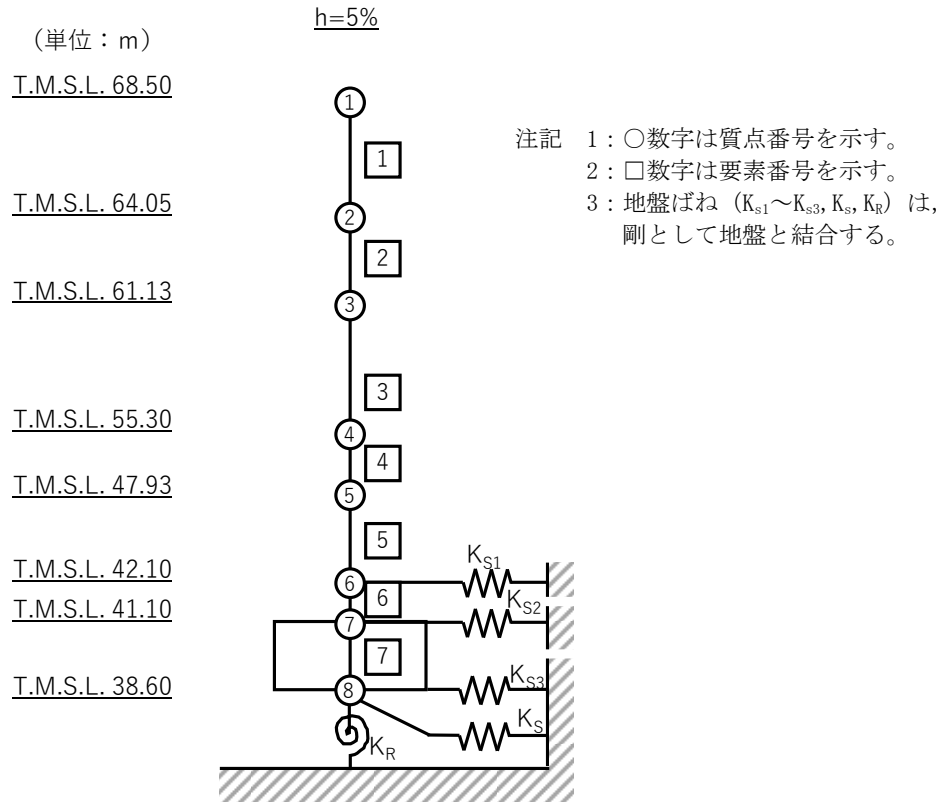 h=5%
(単位:m)
T.M.S.L. 68.50
1
1
注記 1:○数字は質点番号を示す。
2:□数字は要素番号を示す。
3:地盤ばね (Ks1~Ks3, Ks, KR) は,
剛として地盤と結合する。
T.M.S.L. 64.05
2
2
T.M.S.L. 61.13
3
3
T.M.S.L. 55.30
4
4
T.M.S.L. 47.93
5
5
KS1
T.M.S.L. 42.10
6
6
KS2
T.M.S.L. 41.10
7
7
KS3
T.M.S.L. 38.60
8
KS
KR